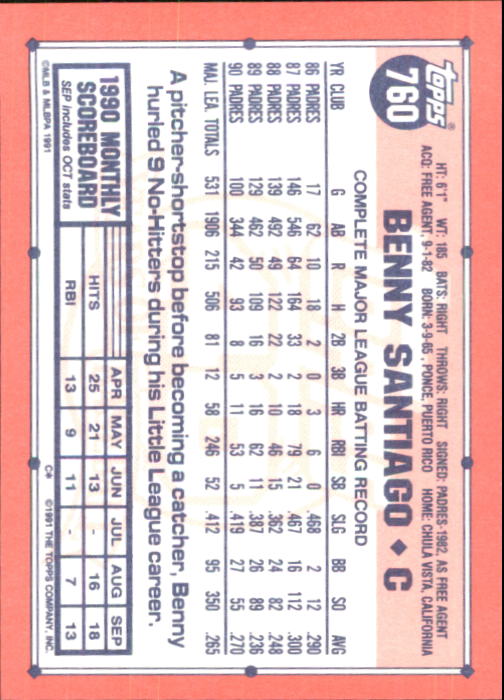 TOPPS®
760
HT: 6'1" WT: 185 BATS: RIGHT THROWS: RIGHT SIGNED: PADRES-1982, AS FREE AGENT
ACQ: FREE AGENT, 9-1-82 BORN: 3-9-65, PONCE, PUERTO RICO HOME: CHULA VISTA, CALIFORNIA
BENNY SANTIAGO ♦ C
COMPLETE MAJOR LEAGUE BATTING RECORD
YR CLUB G AB R H 2B 3B HR RBI SB SLG BB SO AVG
86 PADRES 17 62 10 18 2 0 3 6 0 .468 2 12 .290
87 PADRES 146 546 64 164 33 2 18 79 21 .467 16 112 .300
88 PADRES 139 492 49 122 22 2 10 46 15 .362 24 82 .248
89 PADRES 129 462 50 109 16 3 16 62 11 .387 26 89 .236
90 PADRES 100 344 42 93 8 5 11 53 5 .419 27 55 .270
MAJ. LEA. TOTALS 531 1906 215 506 81 12 58 246 52 .412 95 350 .265
A pitcher-shortstop before becoming a catcher, Benny
hurled 9 No-Hitters during his Little League career.
1990 MONTHLY
SCOREBOARD
SEP includes OCT stats
APR MAY JUN JUL AUG SEP
HITS 25 21 13 - 16 18
RBI 13 9 11 - 7 13
©MLB & MLBPA 1991 C* ©1991 THE TOPPS COMPANY, INC.